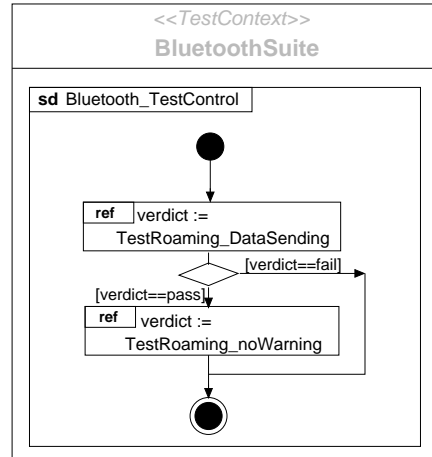 <<TestContext>>
BluetoothSuite
sd Bluetooth_TestControl
ref verdict :=
TestRoaming_DataSending
[verdict==fail]
[verdict==pass]
ref verdict :=
TestRoaming_noWarning